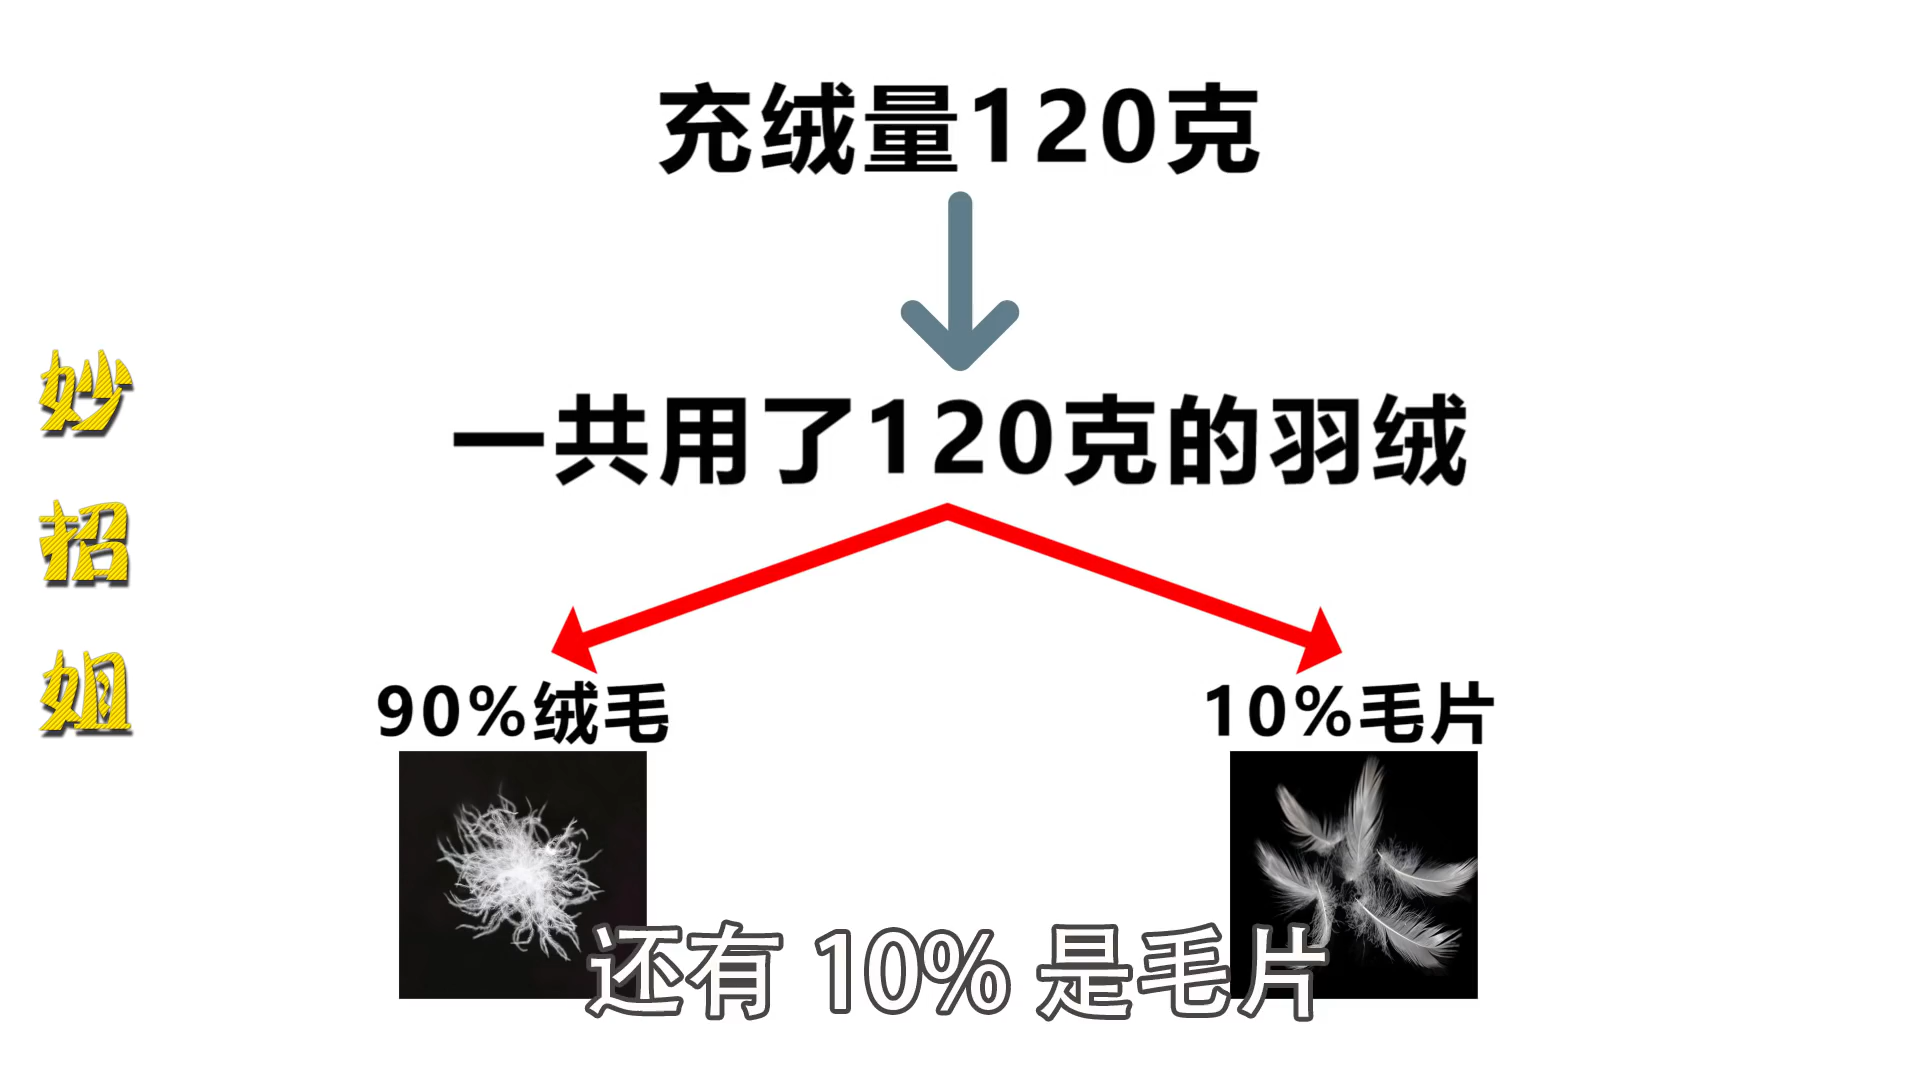 充绒量120克
一共用了120克的羽绒
妙
招
姐
90%绒毛
10%毛片
还有 10% 是毛片